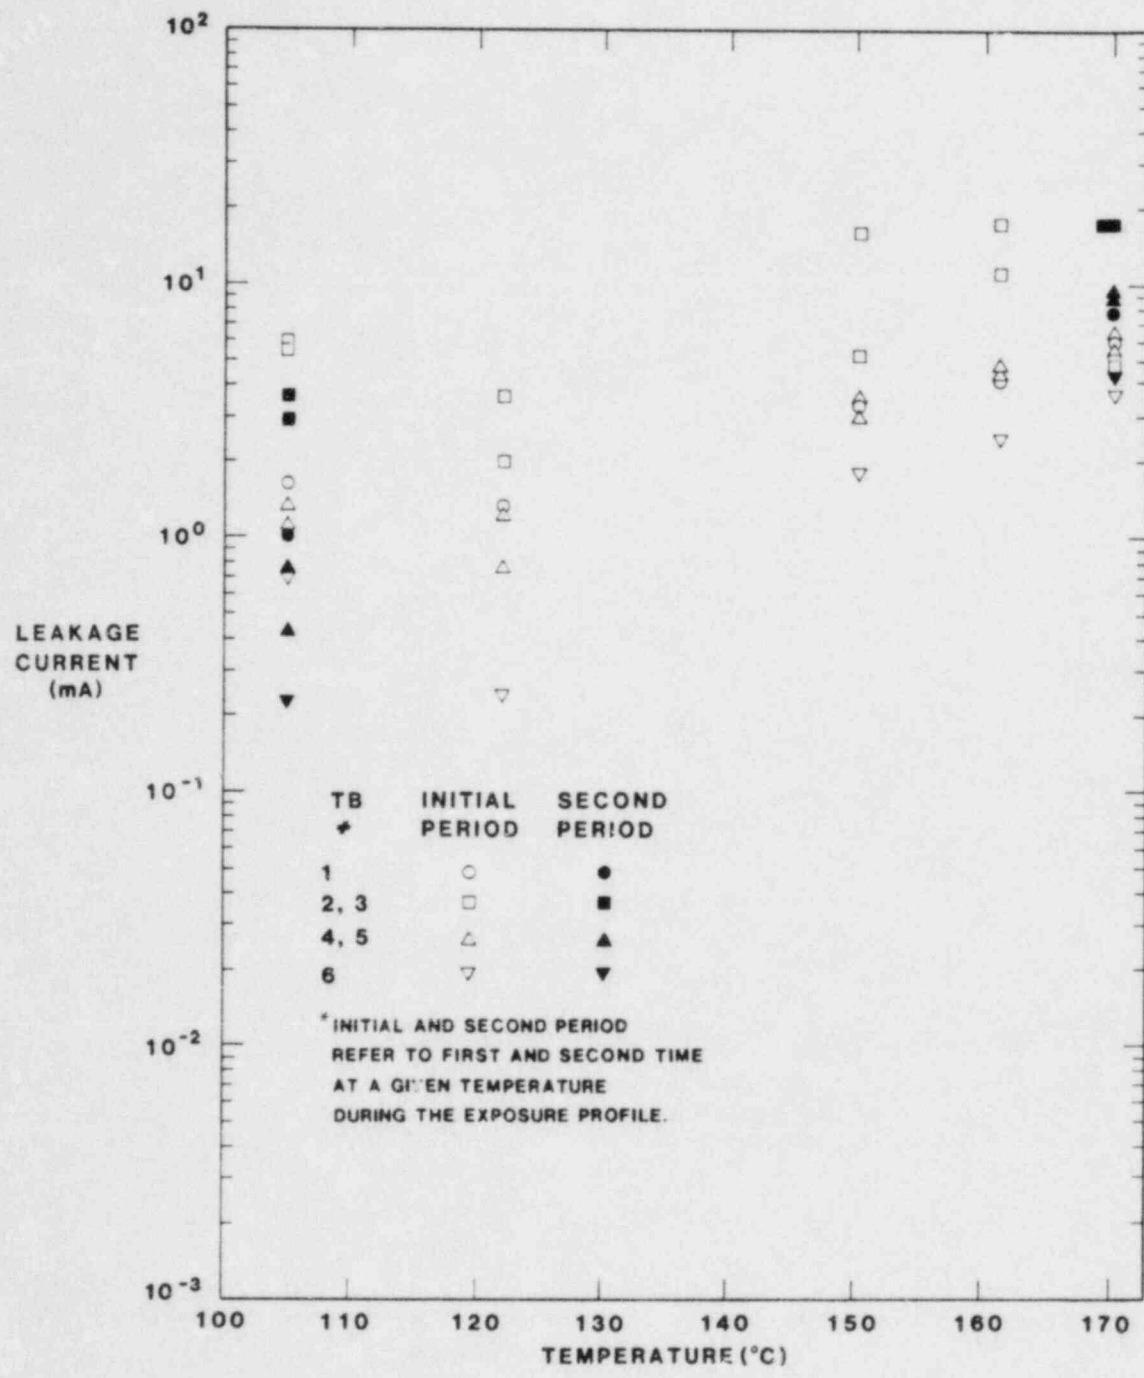 10²
10¹
10⁰
LEAKAGE
CURRENT
(mA)
10⁻¹
TB INITIAL SECOND
* PERIOD PERIOD
1
2, 3
4, 5
6
*INITIAL AND SECOND PERIOD
REFER TO FIRST AND SECOND TIME
AT A GIVEN TEMPERATURE
DURING THE EXPOSURE PROFILE.
10⁻²
10⁻³
100 110 120 130 140 150 160 170
TEMPERATURE (°C)